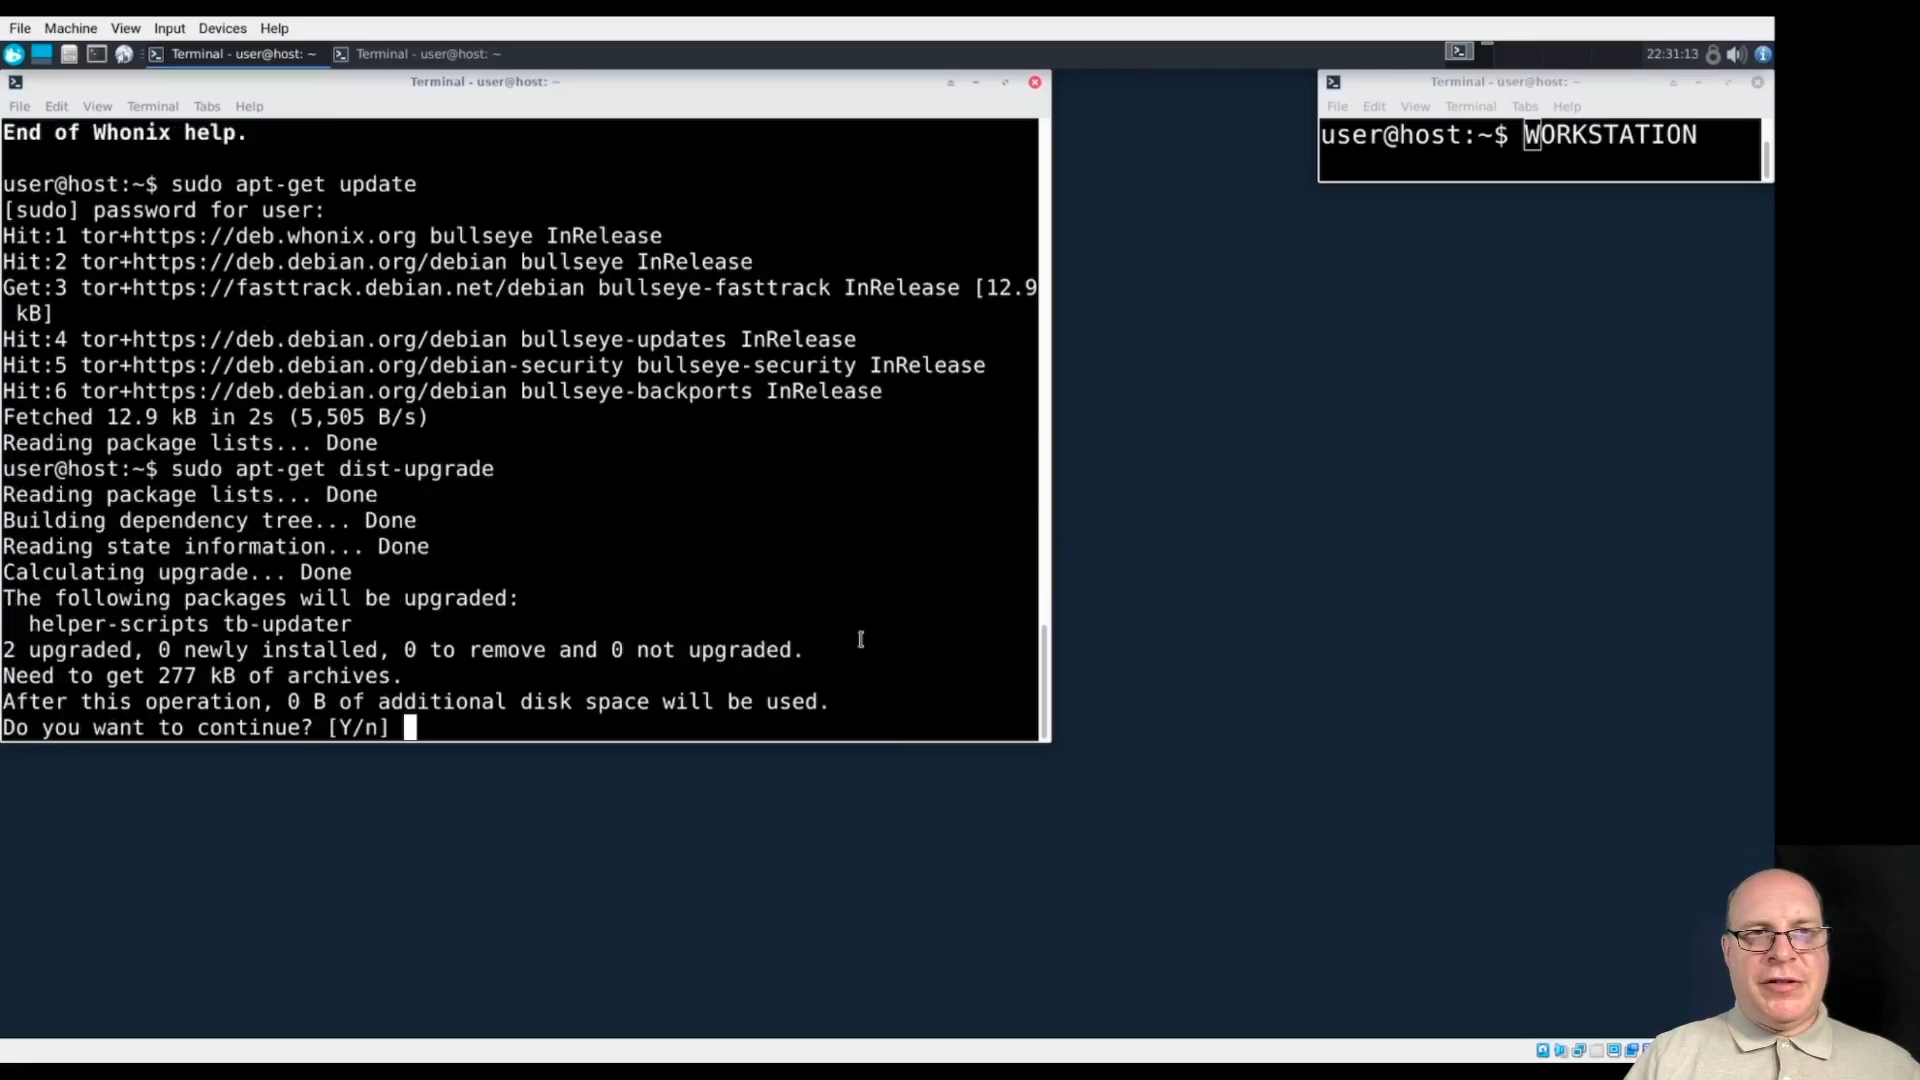 File Machine View Input Devices Help
Terminal - user@host: ~ Terminal - user@host: ~ 22:31:13
Terminal - user@host: ~
File Edit View Terminal Tabs Help
End of Whonix help.
user@host:~$ sudo apt-get update
[sudo] password for user:
Hit:1 tor+https://deb.whonix.org bullseye InRelease
Hit:2 tor+https://deb.debian.org/debian bullseye InRelease
Get:3 tor+https://fasttrack.debian.net/debian bullseye-fasttrack InRelease [12.9
kB]
Hit:4 tor+https://deb.debian.org/debian bullseye-updates InRelease
Hit:5 tor+https://deb.debian.org/debian-security bullseye-security InRelease
Hit:6 tor+https://deb.debian.org/debian bullseye-backports InRelease
Fetched 12.9 kB in 2s (5,505 B/s)
Reading package lists... Done
user@host:~$ sudo apt-get dist-upgrade
Reading package lists... Done
Building dependency tree... Done
Reading state information... Done
Calculating upgrade... Done
The following packages will be upgraded:
helper-scripts tb-updater
2 upgraded, 0 newly installed, 0 to remove and 0 not upgraded.
Need to get 277 kB of archives.
After this operation, 0 B of additional disk space will be used.
Do you want to continue? [Y/n]
Terminal - user@host: ~
File Edit View Terminal Tabs Help
user@host:~$ WORKSTATION